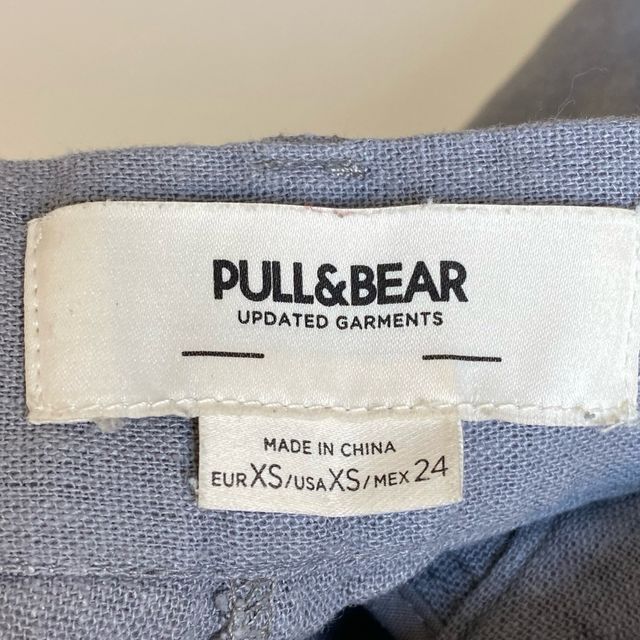 PULL&BEAR
UPDATED GARMENTS
MADE IN CHINA
EUR XS/USA XS/MEX 24